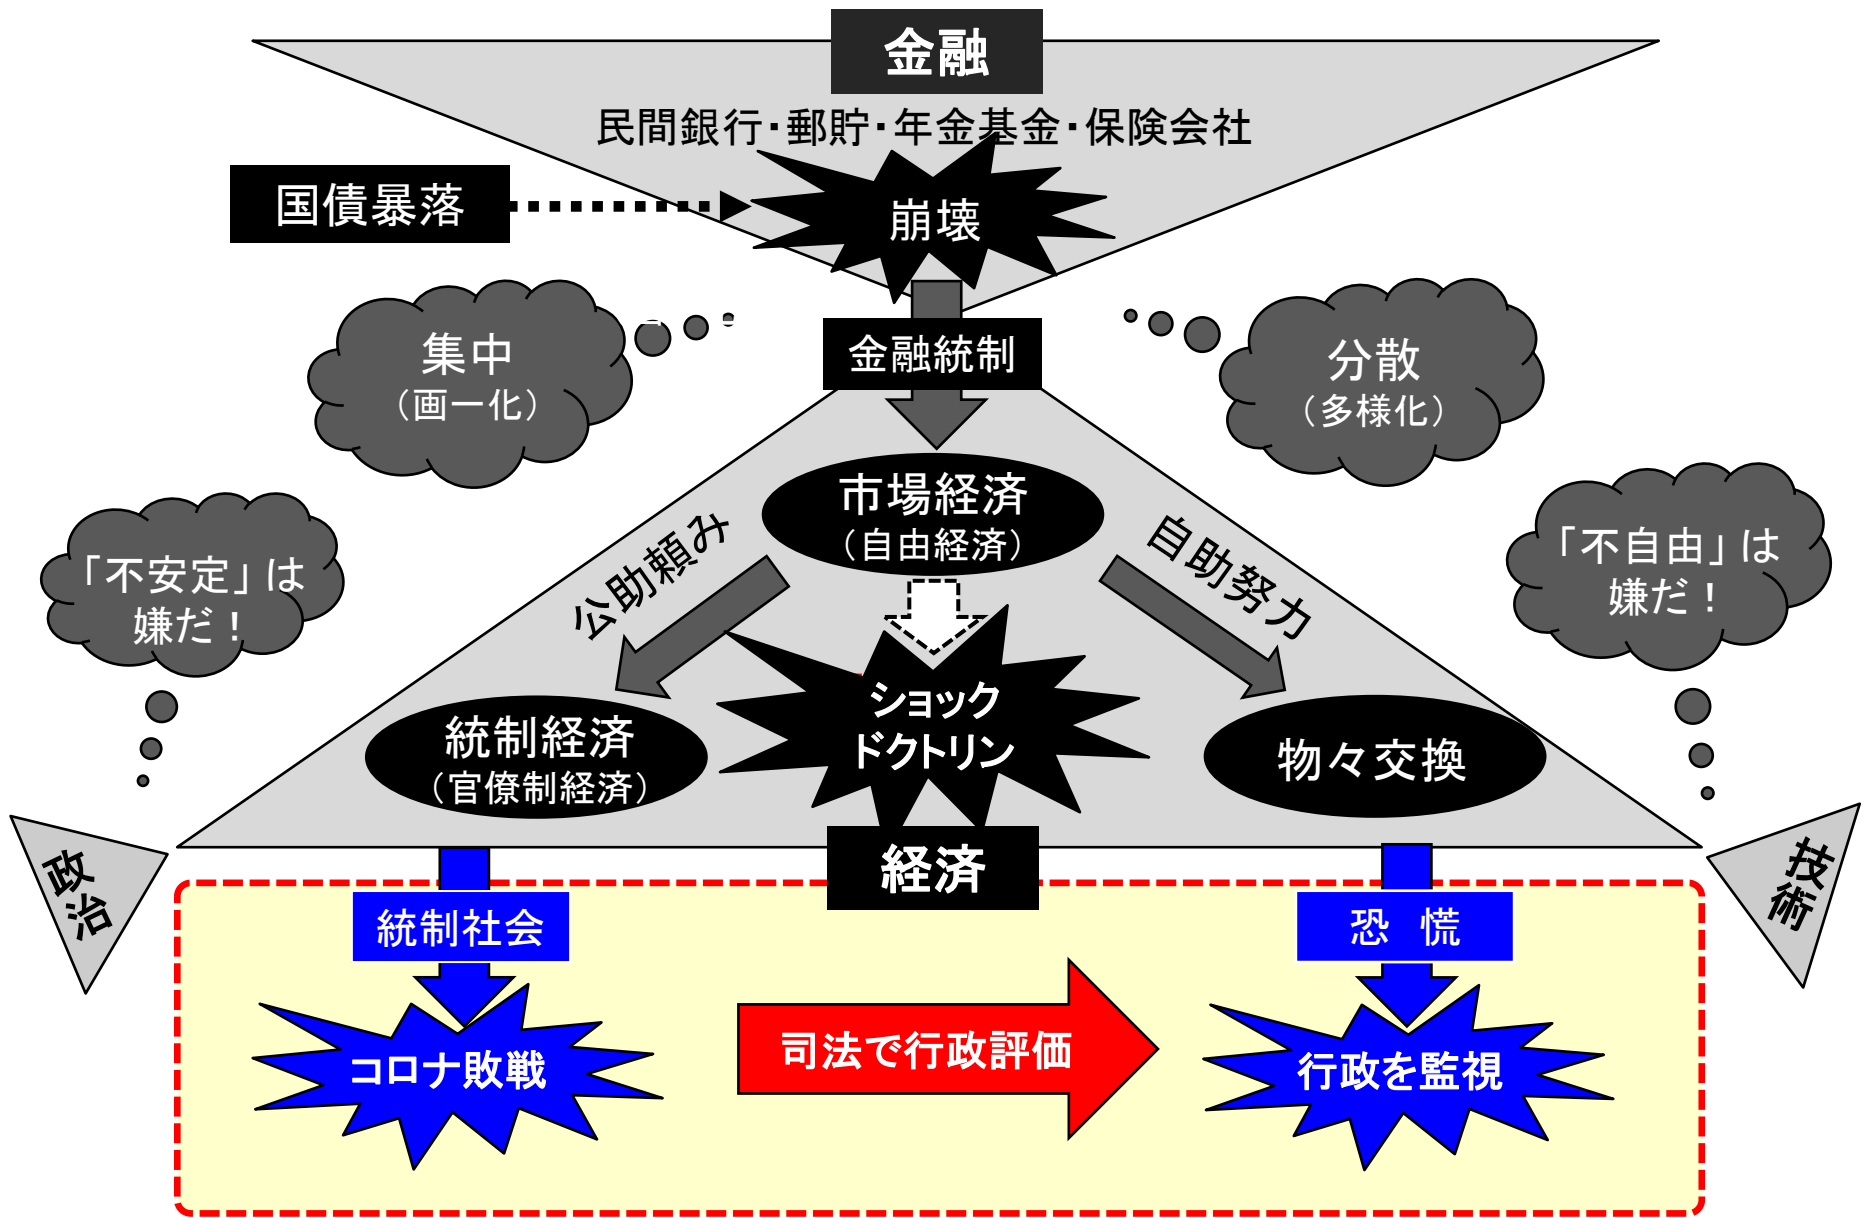 金融
民間銀行・郵貯・年金基金・保険会社
国債暴落
崩壊
集中
（画一化）
金融統制
分散
（多様化）
「不安定」は
嫌だ！
公助頼み
市場経済
（自由経済）
自助努力
「不自由」は
嫌だ！
統制経済
（官僚制経済）
ショック
ドクトリン
物々交換
政治
経済
技術
統制社会
恐　慌
コロナ敗戦
司法で行政評価
行政を監視